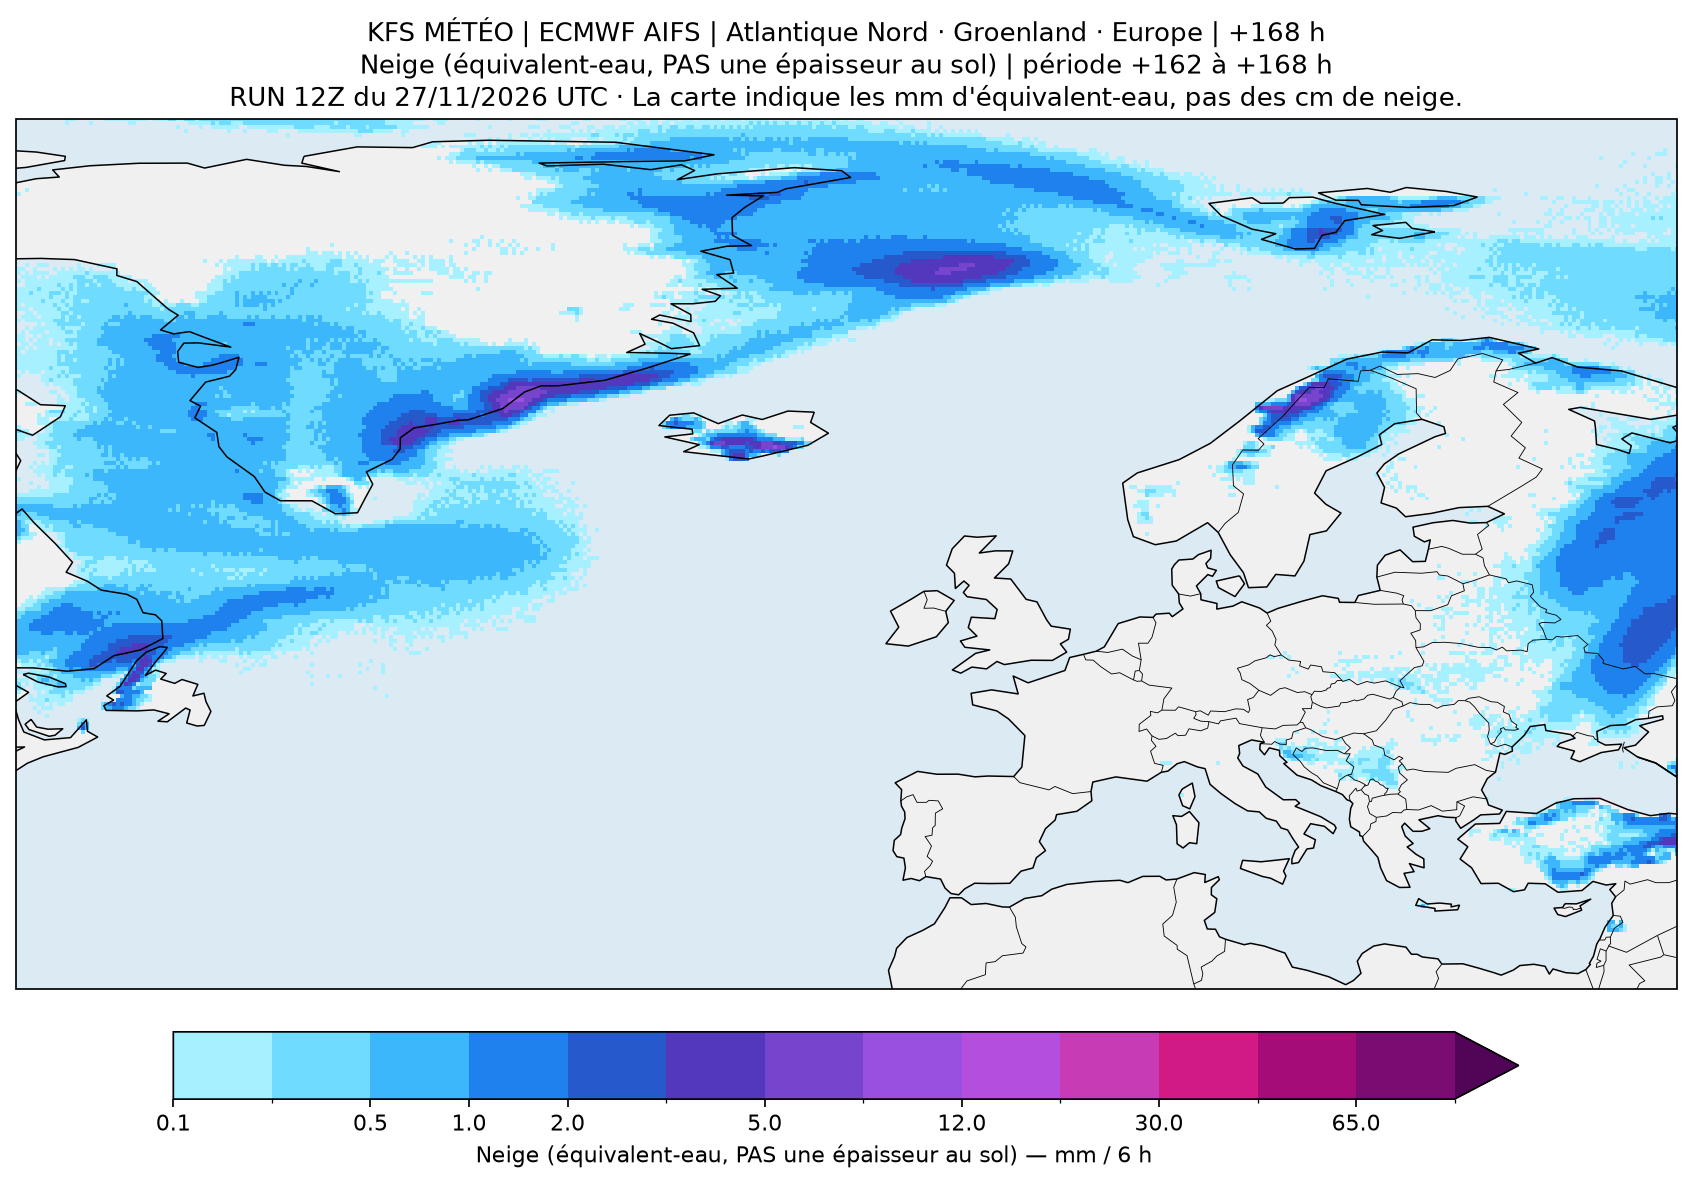 KFS MÉTÉO | ECMWF AIFS | Atlantique Nord · Groenland · Europe | +168 h
Neige (équivalent-eau, PAS une épaisseur au sol) | période +162 à +168 h
RUN 12Z du 27/11/2026 UTC · La carte indique les mm d'équivalent-eau, pas des cm de neige.
0.1 0.5 1.0 2.0 5.0 12.0 30.0 65.0
Neige (équivalent-eau, PAS une épaisseur au sol) — mm / 6 h